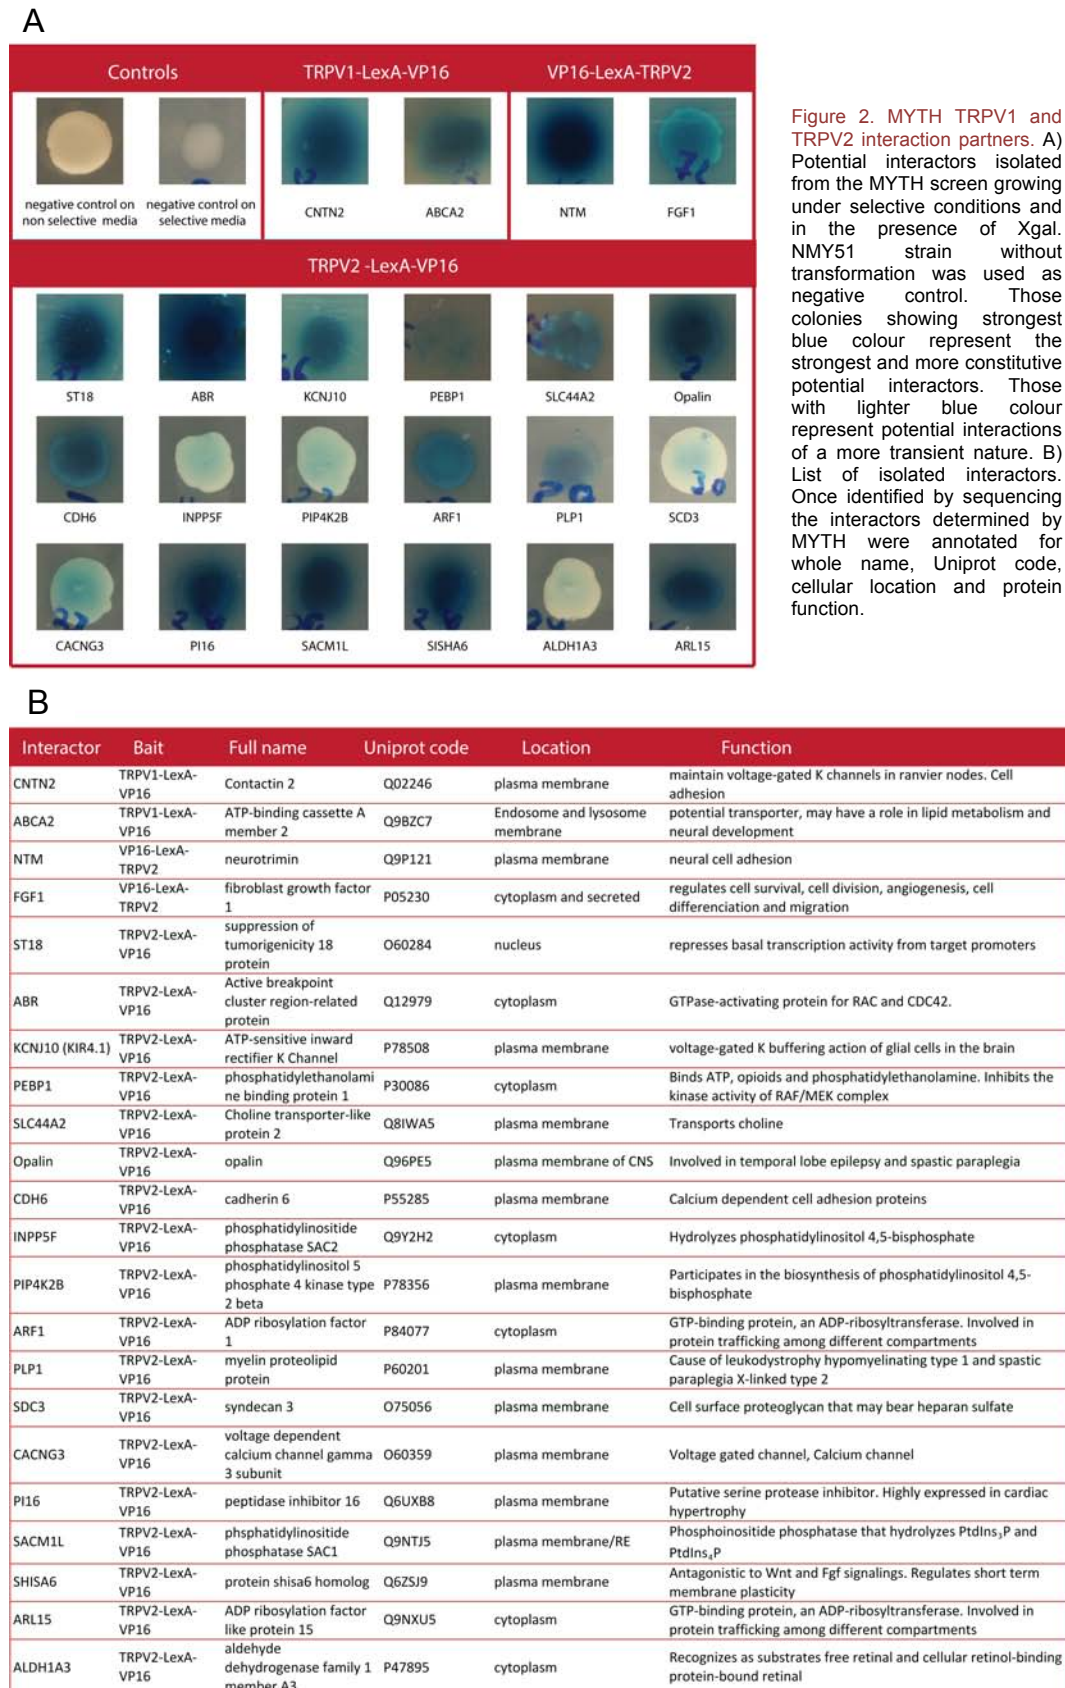 A
Controls
TRPV1-LexA-VP16
VP16-LexA-TRPV2
negative control on
non selective media
negative control on
selective media
CNTN2
ABCA2
NTM
FGF1
TRPV2 -LexA-VP16
ST18
ABR
KCNJ10
PEBP1
SLC44A2
Opalin
CDH6
INPP5F
PIP4K2B
ARF1
PLP1
SCD3
CACNG3
PI16
SACM1L
SISHA6
ALDH1A3
ARL15
Figure 2. MYTH TRPV1 and
TRPV2 interaction partners. A)
Potential interactors isolated
from the MYTH screen growing
under selective conditions and
in the presence of Xgal.
NMY51 strain without
transformation was used as
negative control. Those
colonies showing strongest
blue colour represent the
strongest and more constitutive
potential interactors. Those
with lighter blue colour
represent potential interactions
of a more transient nature. B)
List of isolated interactors.
Once identified by sequencing
the interactors determined by
MYTH were annotated for
whole name, Uniprot code,
cellular location and protein
function.
B
Interactor Bait Full name Uniprot code Location Function
CNTN2 TRPV1-LexA-VP16 Contactin 2 Q02246 plasma membrane maintain voltage-gated K channels in ranvier nodes. Cell adhesion
ABCA2 TRPV1-LexA-VP16 ATP-binding cassette A member 2 Q9BZC7 Endosome and lysosome membrane potential transporter, may have a role in lipid metabolism and neural development
NTM VP16-LexA-TRPV2 neurotrimin Q9P121 plasma membrane neural cell adhesion
FGF1 VP16-LexA-TRPV2 fibroblast growth factor 1 P05230 cytoplasm and secreted regulates cell survival, cell division, angiogenesis, cell differenciation and migration
ST18 TRPV2-LexA-VP16 suppression of tumorigenicity 18 protein O60284 nucleus represses basal transcription activity from target promoters
ABR TRPV2-LexA-VP16 Active breakpoint cluster region-related protein Q12979 cytoplasm GTPase-activating protein for RAC and CDC42.
KCNJ10 (KIR4.1) TRPV2-LexA-VP16 ATP-sensitive inward rectifier K Channel P78508 plasma membrane voltage-gated K buffering action of glial cells in the brain
PEBP1 TRPV2-LexA-VP16 phosphatidylethanolami ne binding protein 1 P30086 cytoplasm Binds ATP, opioids and phosphatidylethanolamine. Inhibits the kinase activity of RAF/MEK complex
SLC44A2 TRPV2-LexA-VP16 Choline transporter-like protein 2 Q8IWA5 plasma membrane Transports choline
Opalin TRPV2-LexA-VP16 opalin Q96PE5 plasma membrane of CNS Involved in temporal lobe epilepsy and spastic paraplegia
CDH6 TRPV2-LexA-VP16 cadherin 6 P55285 plasma membrane Calcium dependent cell adhesion proteins
INPP5F TRPV2-LexA-VP16 phosphatidylinositide phosphatase SAC2 Q9Y2H2 cytoplasm Hydrolyzes phosphatidylinositol 4,5-bisphosphate
PIP4K2B TRPV2-LexA-VP16 phosphatidylinositol 5 phosphate 4 kinase type 2 beta P78356 plasma membrane Participates in the biosynthesis of phosphatidylinositol 4,5-bisphosphate
ARF1 TRPV2-LexA-VP16 ADP ribosylation factor 1 P84077 cytoplasm GTP-binding protein, an ADP-ribosyltransferase. Involved in protein trafficking among different compartments
PLP1 TRPV2-LexA-VP16 myelin proteolipid protein P60201 plasma membrane Cause of leukodystrophy hypomyelinating type 1 and spastic paraplegia X-linked type 2
SDC3 TRPV2-LexA-VP16 syndecan 3 O75056 plasma membrane Cell surface proteoglycan that may bear heparan sulfate
CACNG3 TRPV2-LexA-VP16 voltage dependent calcium channel gamma 3 subunit O60359 plasma membrane Voltage gated channel, Calcium channel
PI16 TRPV2-LexA-VP16 peptidase inhibitor 16 Q6UXB8 plasma membrane Putative serine protease inhibitor. Highly expressed in cardiac hypertrophy
SACM1L TRPV2-LexA-VP16 phsphatidylinositide phosphatase SAC1 Q9NTJ5 plasma membrane/RE Phosphoinositide phosphatase that hydrolyzes PtdIns3P and PtdIns4P
SHISA6 TRPV2-LexA-VP16 protein shisa6 homolog Q6ZSJ9 plasma membrane Antagonistic to Wnt and Fgf signalings. Regulates short term membrane plasticity
ARL15 TRPV2-LexA-VP16 ADP ribosylation factor like protein 15 Q9NXU5 cytoplasm GTP-binding protein, an ADP-ribosyltransferase. Involved in protein trafficking among different compartments
ALDH1A3 TRPV2-LexA-VP16 aldehyde dehydrogenase family 1 member A3 P47895 cytoplasm Recognizes as substrates free retinal and cellular retinol-binding protein-bound retinal